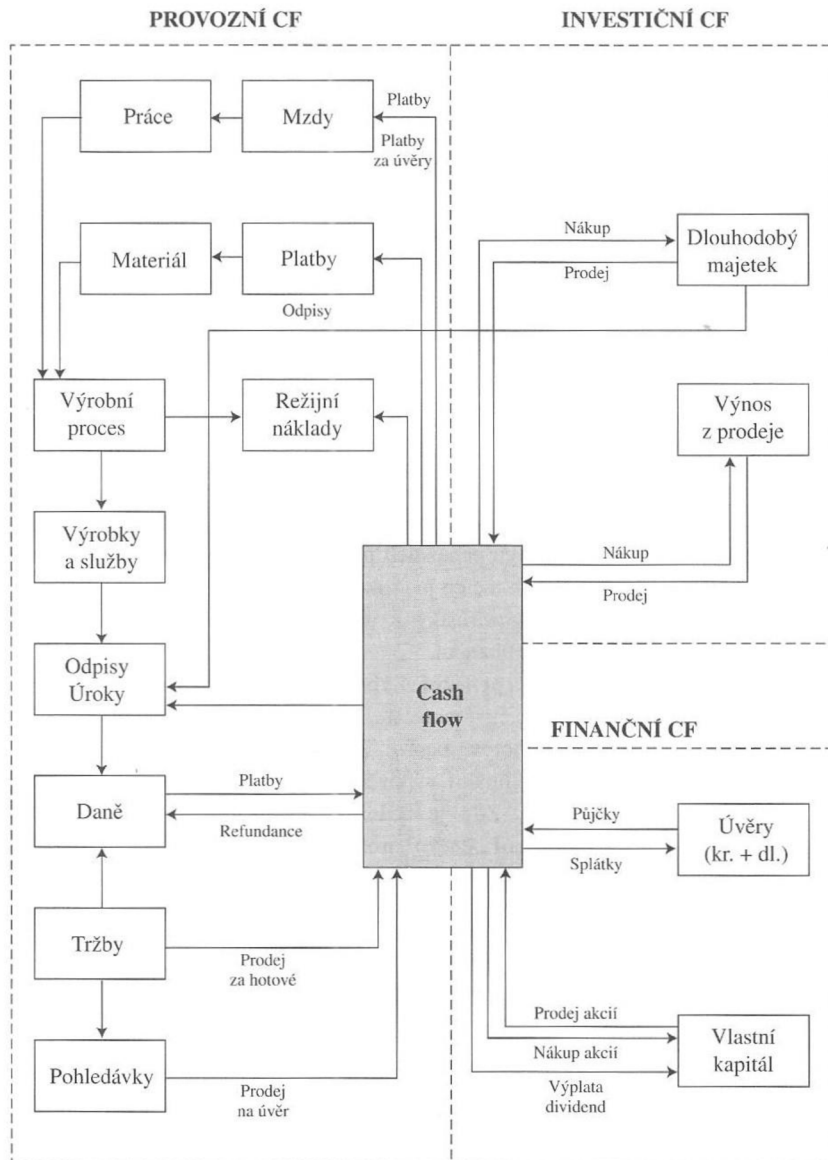 PROVOZNÍ CF
INVESTIČNÍ CF
Práce
Mzdy
Platby
Platby
za úvěry
Materiál
Platby
Odpisy
Nákup
Prodej
Dlouhodobý
majetek
Výrobní
proces
Režijní
náklady
Výnos
z prodeje
Výrobky
a služby
Nákup
Prodej
Odpisy
Úroky
Cash
flow
FINANČNÍ CF
Daně
Platby
Refundance
Půjčky
Splátky
Úvěry
(kr. + dl.)
Tržby
Prodej
za hotové
Pohledávky
Prodej
na úvěr
Prodej akcií
Nákup akcií
Výplata
dividend
Vlastní
kapitál